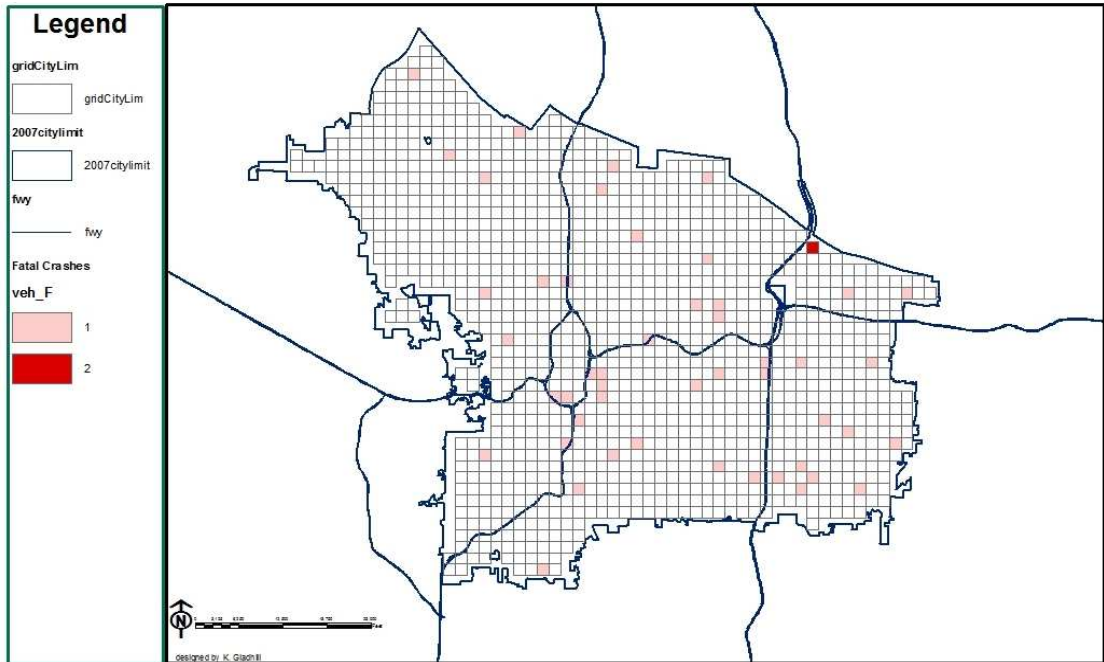 Legend
gridCityLim
gridCityLim
2007citylimit
2007citylimit
fwy
fwy
Fatal Crashes
veh_F
1
2
N
designed by K. Gladhill